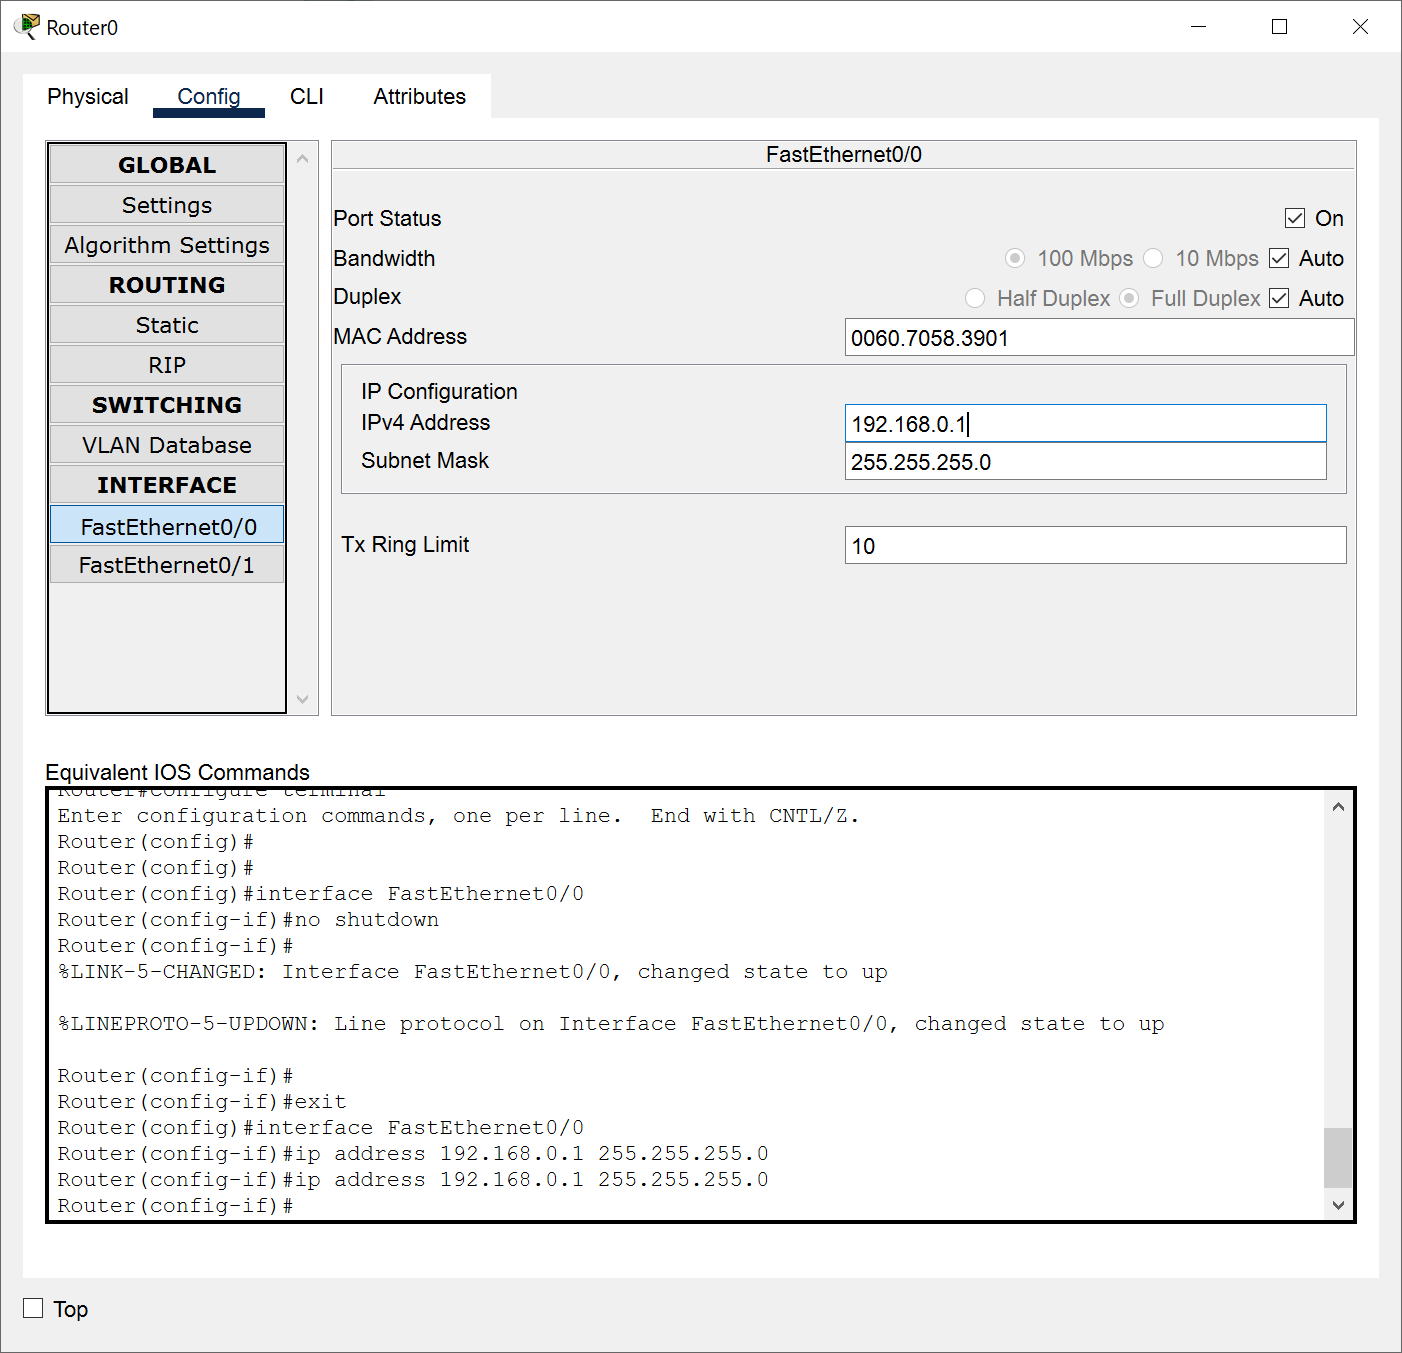 Router0
Physical Config CLI Attributes
GLOBAL
Settings
Algorithm Settings
ROUTING
Static
RIP
SWITCHING
VLAN Database
INTERFACE
FastEthernet0/0
FastEthernet0/1
FastEthernet0/0
Port Status On
Bandwidth 100 Mbps 10 Mbps Auto
Duplex Half Duplex Full Duplex Auto
MAC Address 0060.7058.3901
IP Configuration
IPv4 Address 192.168.0.1
Subnet Mask 255.255.255.0
Tx Ring Limit 10
Equivalent IOS Commands
Router#configure terminal
Enter configuration commands, one per line.  End with CNTL/Z.
Router(config)#
Router(config)#
Router(config)#interface FastEthernet0/0
Router(config-if)#no shutdown
Router(config-if)#
%LINK-5-CHANGED: Interface FastEthernet0/0, changed state to up
%LINEPROTO-5-UPDOWN: Line protocol on Interface FastEthernet0/0, changed state to up
Router(config-if)#
Router(config-if)#exit
Router(config)#interface FastEthernet0/0
Router(config-if)#ip address 192.168.0.1 255.255.255.0
Router(config-if)#ip address 192.168.0.1 255.255.255.0
Router(config-if)#
Top